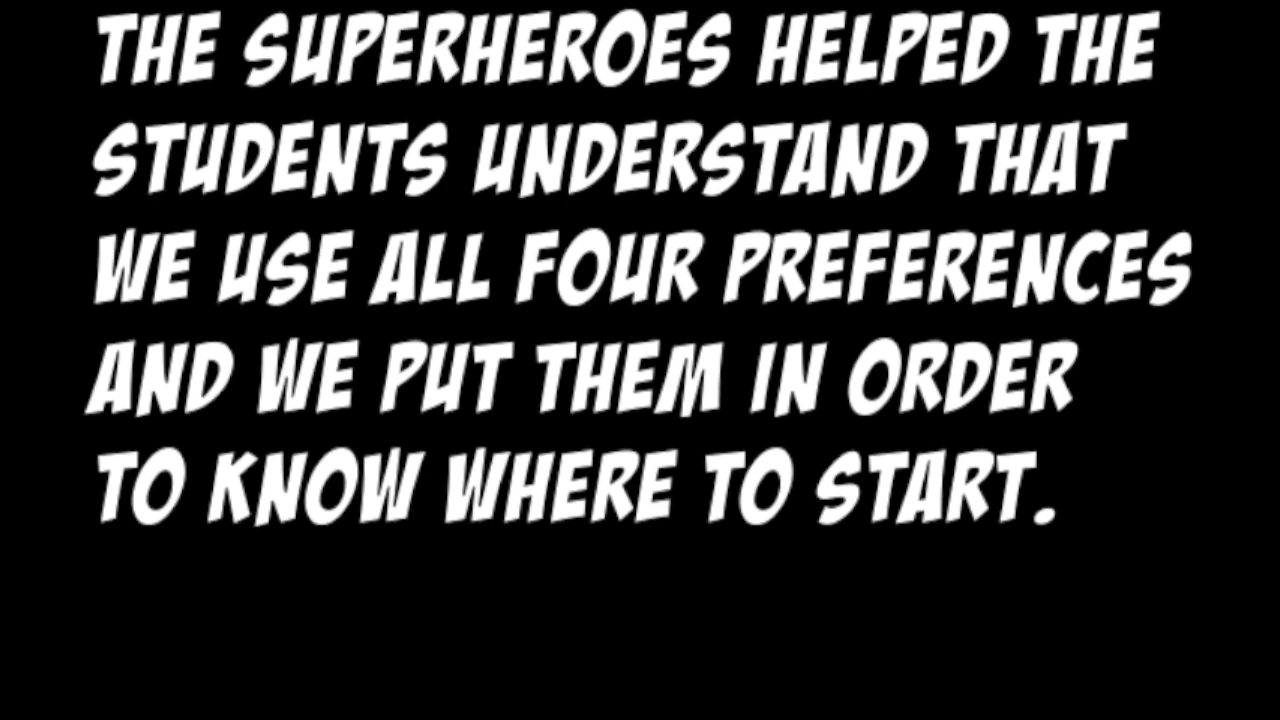 THE SUPERHEROES HELPED THE
STUDENTS UNDERSTAND THAT
WE USE ALL FOUR PREFERENCES
AND WE PUT THEM IN ORDER
TO KNOW WHERE TO START.